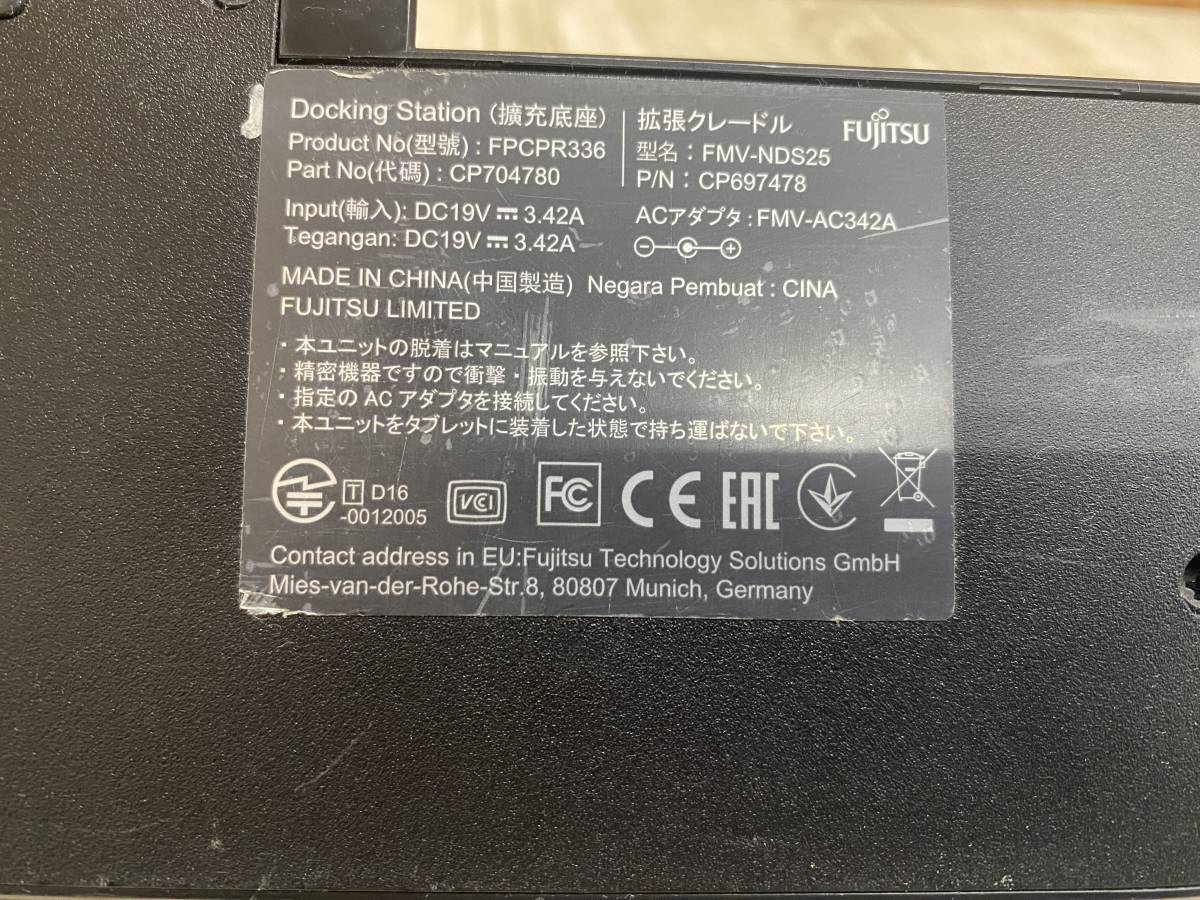 Docking Station (擴充底座)
Product No(型號) : FPCPR336
Part No(代碼) : CP704780
拡張クレードル
型名 : FMV-NDS25
P/N : CP697478
FUJITSU
Input(輸入): DC19V⎓3.42A
Tegangan: DC19V⎓3.42A
ACアダプタ : FMV-AC342A
MADE IN CHINA(中国製造) Negara Pembuat : CINA
FUJITSU LIMITED
・本ユニットの脱着はマニュアルを参照下さい。
・精密機器ですので衝撃・振動を与えないでください。
・指定の AC アダプタを接続してください。
・本ユニットをタブレットに装着した状態で持ち運ばないで下さい。
T D16
-0012005
VCI
FC
CE
EAC
Contact address in EU:Fujitsu Technology Solutions GmbH
Mies-van-der-Rohe-Str.8, 80807 Munich, Germany